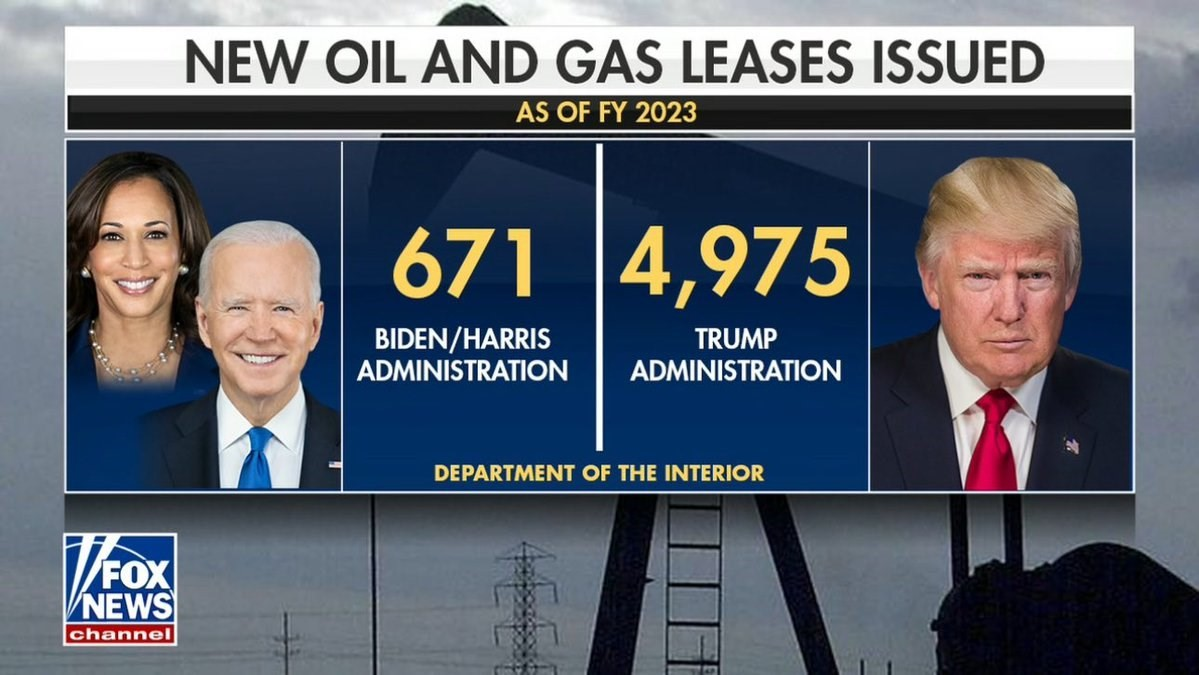 NEW OIL AND GAS LEASES ISSUED
AS OF FY 2023
671
BIDEN/HARRIS
ADMINISTRATION
4,975
TRUMP
ADMINISTRATION
DEPARTMENT OF THE INTERIOR
FOX
NEWS
channel